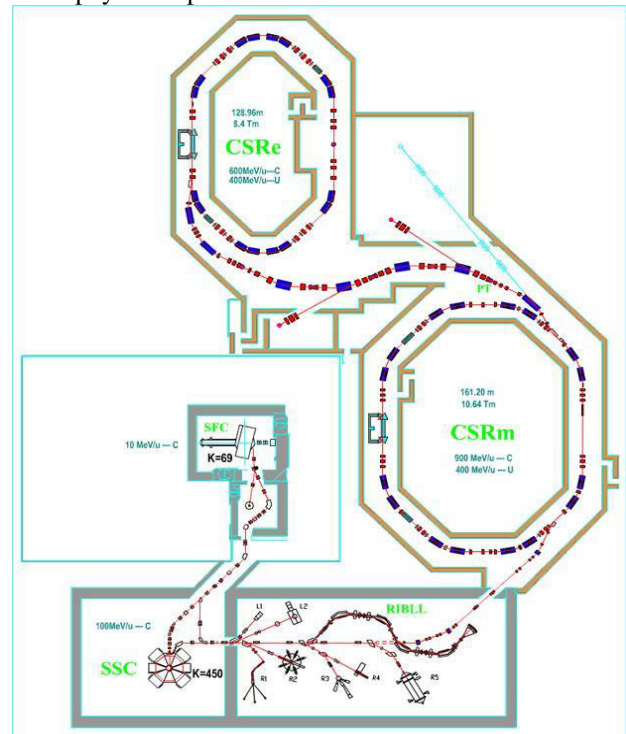 128.96m
8.4 Tm
CSRe
600MeV/u---C
400MeV/u---U
PT
161.20 m
10.64 Tm
CSRm
900 MeV/u --- C
400 MeV/u --- U
SFC
10 MeV/u --- C
K=69
L1
L2
RIBLL
100MeV/u --- C
SSC
K=450
R1
R2
R3
R4
R5